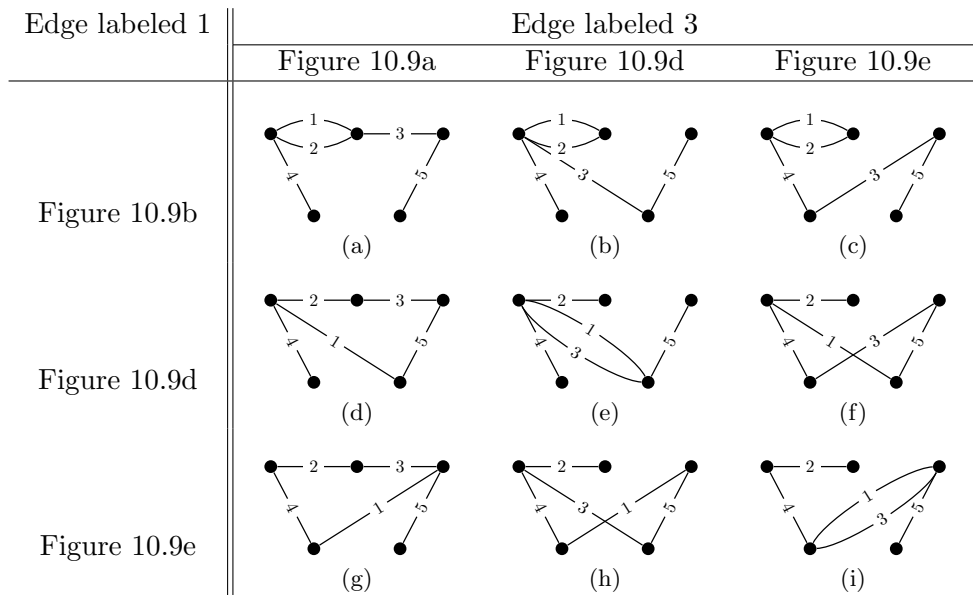 Edge labeled 1 Edge labeled 3
Figure 10.9a Figure 10.9d Figure 10.9e
1 1 1
2 3 2 2
4 5 4 3 5 4 3 5
Figure 10.9b
(a) (b) (c)
2 3 2 2
4 1 5 4 1 3 5 4 1 3 5
Figure 10.9d
(d) (e) (f)
2 3 2 2
4 1 5 4 3 1 5 4 1 3 5
Figure 10.9e
(g) (h) (i)